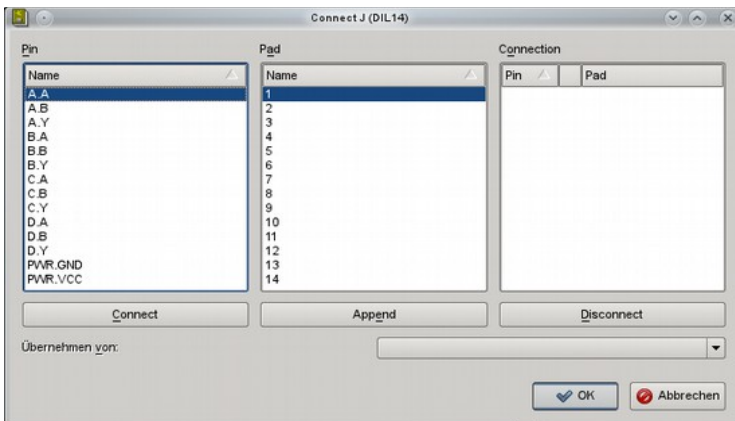 Connect J (DIL14)
Pin
Name
A.A
A.B
A.Y
B.A
B.B
B.Y
C.A
C.B
C.Y
D.A
D.B
D.Y
PWR.GND
PWR.VCC
Connect
Pad
Name
1
2
3
4
5
6
7
8
9
10
11
12
13
14
Append
Connection
Pin Pad
Disconnect
Übernehmen von:
OK Abbrechen